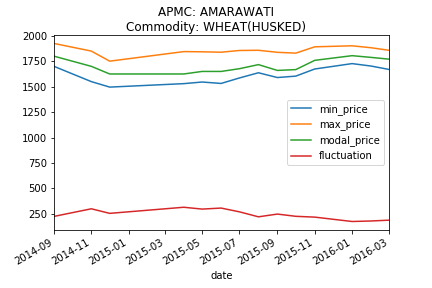 APMC: AMARAWATI
Commodity: WHEAT(HUSKED)
2000
1750
1500
1250
1000
750
500
250
min_price
max_price
modal_price
fluctuation
2014-09
2014-11
2015-01
2015-03
2015-05
2015-07
2015-09
2015-11
2016-01
2016-03
date